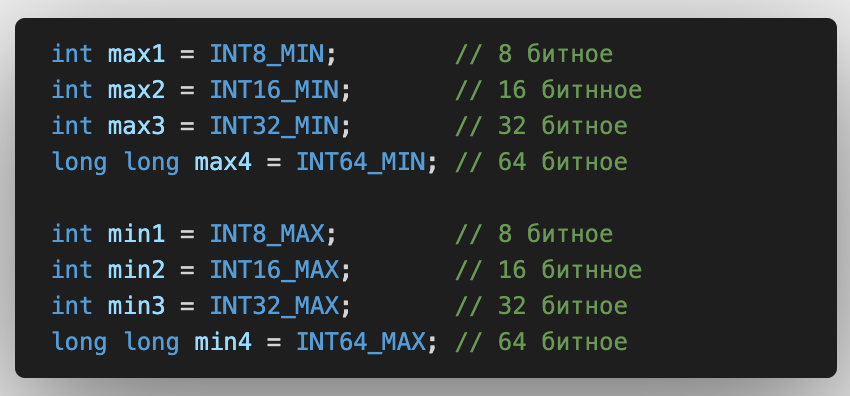 int max1 = INT8_MIN;        // 8 битное
int max2 = INT16_MIN;       // 16 битнное
int max3 = INT32_MIN;       // 32 битное
long long max4 = INT64_MIN; // 64 битное
int min1 = INT8_MAX;        // 8 битное
int min2 = INT16_MAX;       // 16 битнное
int min3 = INT32_MAX;       // 32 битное
long long min4 = INT64_MAX; // 64 битное